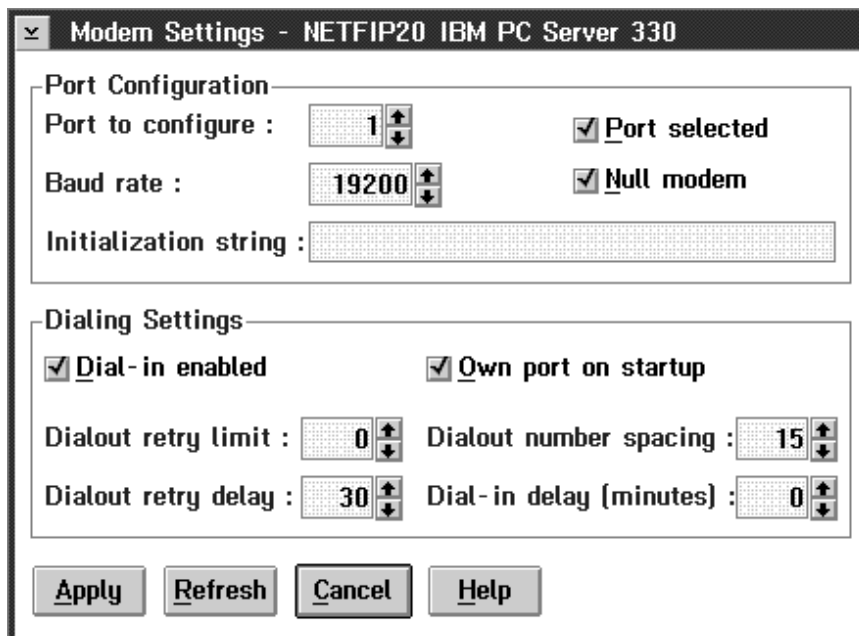 Modem Settings - NETFIP20 IBM PC Server 330
Port Configuration
Port to configure : 1 Port selected
Baud rate : 19200 Null modem
Initialization string :
Dialing Settings
Dial-in enabled Own port on startup
Dialout retry limit : 0 Dialout number spacing : 15
Dialout retry delay : 30 Dial-in delay (minutes) : 0
Apply Refresh Cancel Help